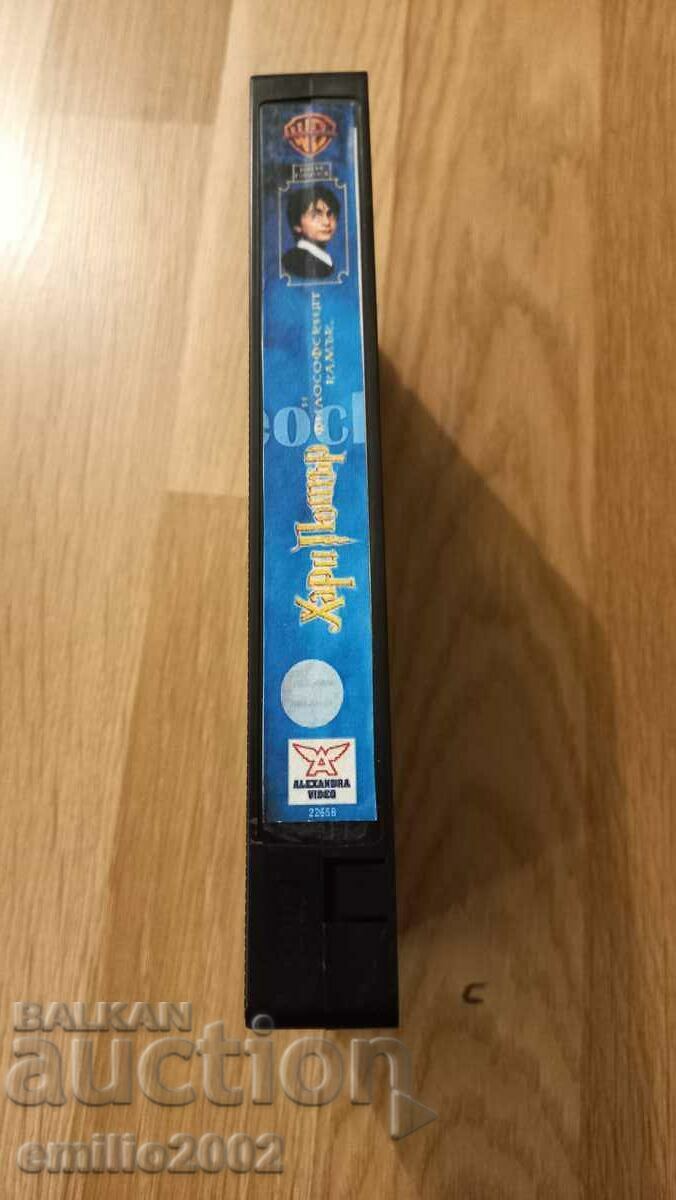 Хари Потър
и
ФИЛОСОФСКИЯТ
КАМЪК
ALEXANDRA
VIDEO
22658
BALKAN
auction
emilio2002
c